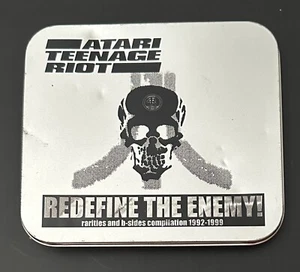 ATARI
TEENAGE
RIOT
REDEFINE THE ENEMY!
rarities and b-sides compilation 1992-1999